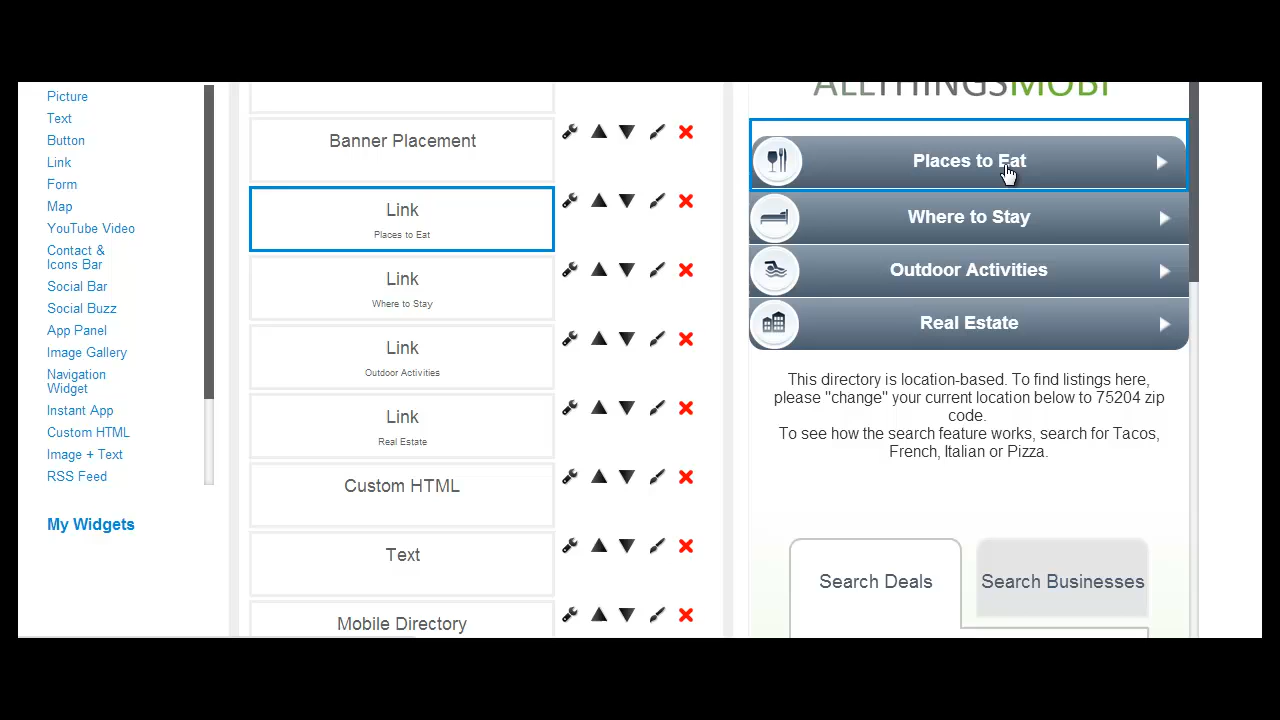 Picture
Text
Button
Link
Form
Map
YouTube Video
Contact &
Icons Bar
Social Bar
Social Buzz
App Panel
Image Gallery
Navigation
Widget
Instant App
Custom HTML
Image + Text
RSS Feed
My Widgets
Banner Placement
Link
Places to Eat
Link
Where to Stay
Link
Outdoor Activities
Link
Real Estate
Custom HTML
Text
Mobile Directory
ALLTHINGSMOBI
Places to Eat
Where to Stay
Outdoor Activities
Real Estate
This directory is location-based. To find listings here,
please "change" your current location below to 75204 zip
code.
To see how the search feature works, search for Tacos,
French, Italian or Pizza.
Search Deals
Search Businesses